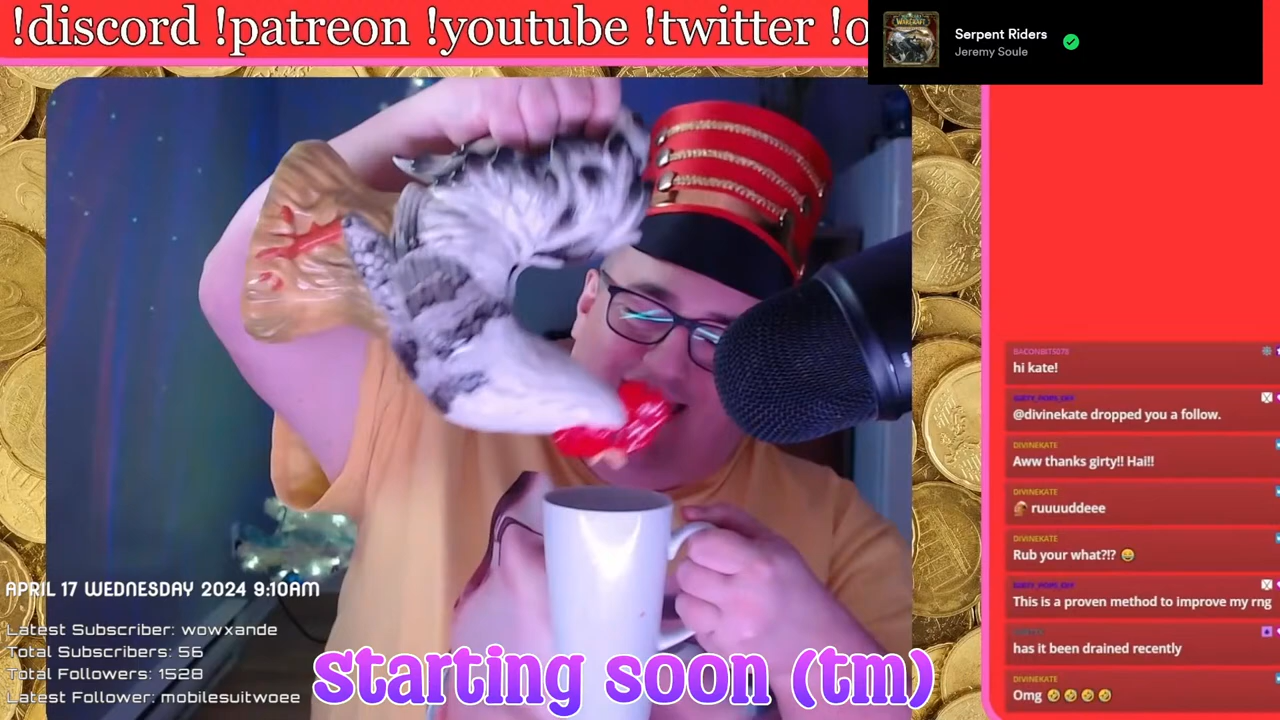 !discord !patreon !youtube !twitter !o
Serpent Riders
Jeremy Soule
WARCRAFT
BACONBITS070
hi kate!
@divinekate dropped you a follow.
DIVINEKATE
Aww thanks girty!! Hai!!
DIVINEKATE
ruuuuddeee
DIVINEKATE
Rub your what?!?
This is a proven method to improve my rng
has it been drained recently
DIVINEKATE
Omg
APRIL 17 WEDNESDAY 2024 9:10AM
Latest Subscriber: wowxande
Total Subscribers: 56
Total Followers: 1528
Latest Follower: mobilesuitwoee
starting soon (tm)